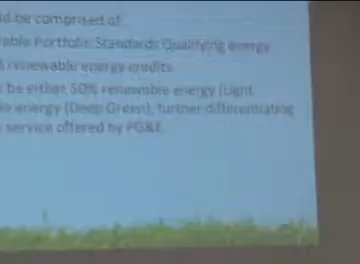 ld be comprised of
able Portfolio Standards Qualifying energy
renewable energy credits
be either 50% renewable energy (Light
energy (Deep Green), further differentiating
service offered by PG&E.